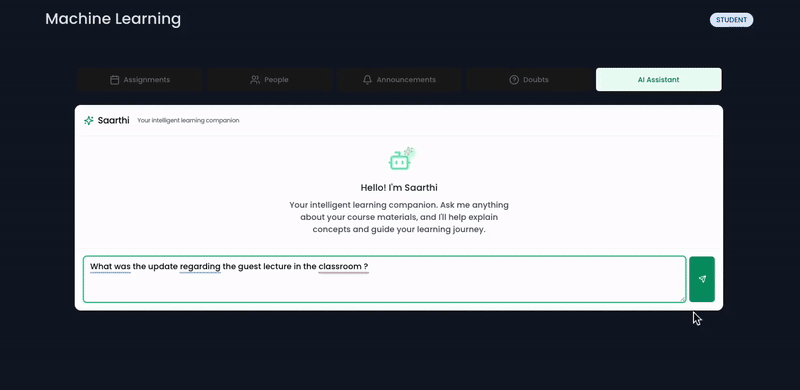 Machine Learning
STUDENT
Assignments People Announcements Doubts AI Assistant
Saarthi Your intelligent learning companion
Hello! I'm Saarthi
Your intelligent learning companion. Ask me anything
about your course materials, and I'll help explain
concepts and guide your learning journey.
What was the update regarding the guest lecture in the classroom ?